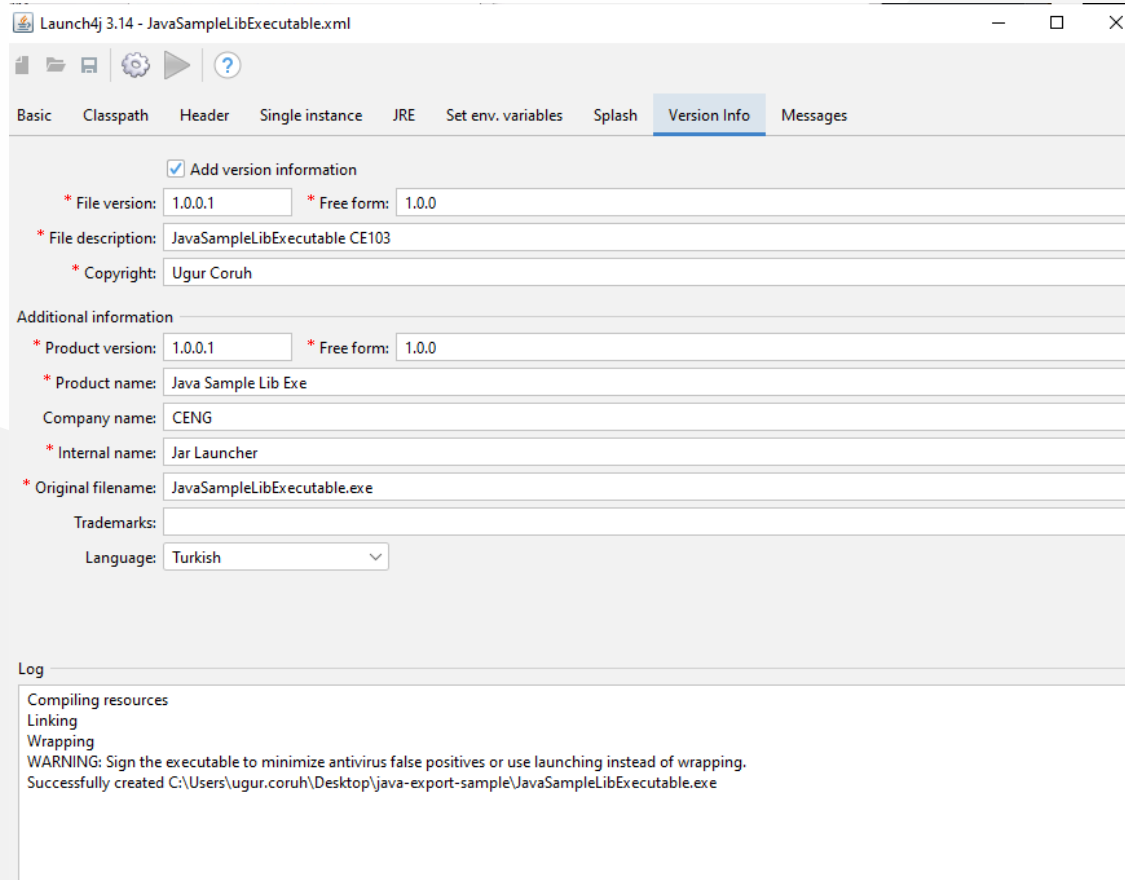 Launch4j 3.14 - JavaSampleLibExecutable.xml
Basic Classpath Header Single instance JRE Set env. variables Splash Version Info Messages
Add version information
* File version: 1.0.0.1 * Free form: 1.0.0
* File description: JavaSampleLibExecutable CE103
* Copyright: Ugur Coruh
Additional information
* Product version: 1.0.0.1 * Free form: 1.0.0
* Product name: Java Sample Lib Exe
Company name: CENG
* Internal name: Jar Launcher
* Original filename: JavaSampleLibExecutable.exe
Trademarks:
Language: Turkish
Log
Compiling resources
Linking
Wrapping
WARNING: Sign the executable to minimize antivirus false positives or use launching instead of wrapping.
Successfully created C:\Users\ugur.coruh\Desktop\java-export-sample\JavaSampleLibExecutable.exe